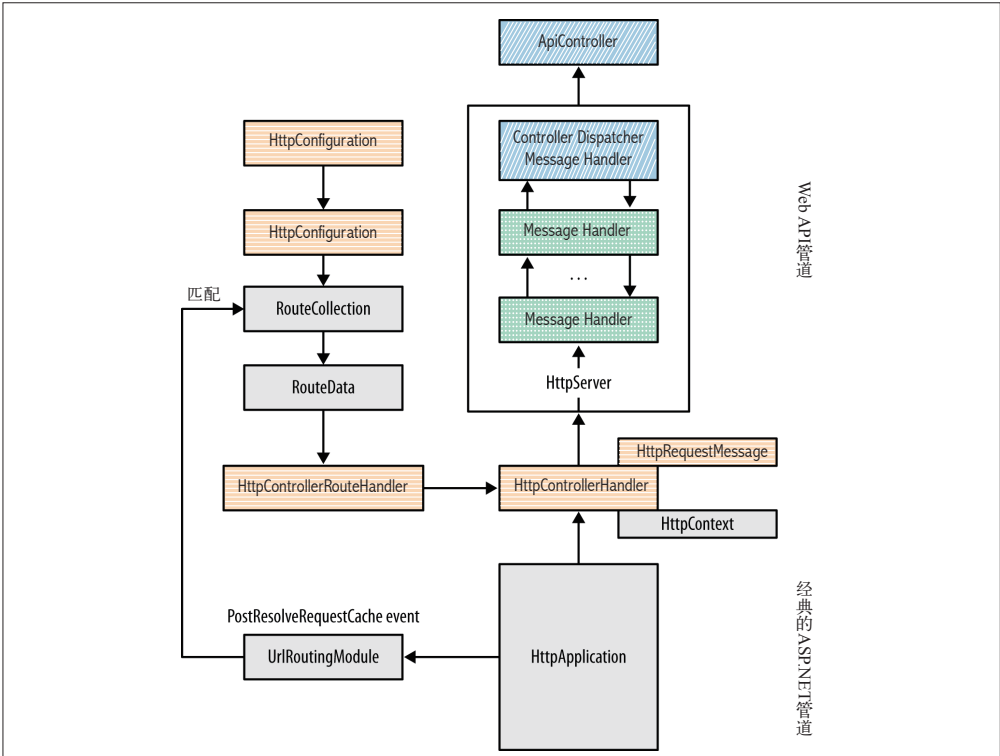 ApiController
HttpConfiguration
Controller Dispatcher
Message Handler
HttpConfiguration
Message Handler
...
匹配
RouteCollection
Message Handler
RouteData
HttpServer
HttpRequestMessage
HttpControllerRouteHandler
HttpControllerHandler
HttpContext
PostResolveRequestCache event
UrlRoutingModule
HttpApplication
Web API管道
经典的ASP.NET管道